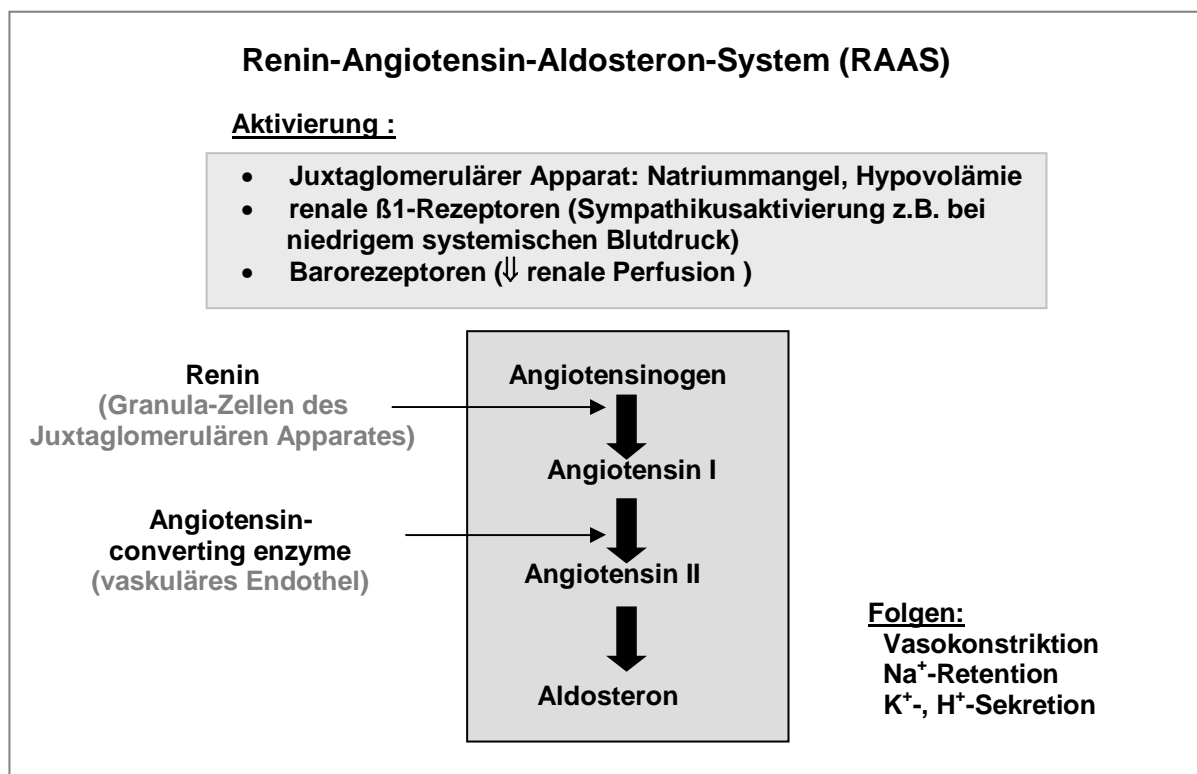 Renin-Angiotensin-Aldosteron-System (RAAS)
Aktivierung :
• Juxtaglomerulärer Apparat: Natriummangel, Hypovolämie
• renale ß1-Rezeptoren (Sympathikusaktivierung z.B. bei
niedrigem systemischen Blutdruck)
• Barorezeptoren (⇓ renale Perfusion )
Renin
(Granula-Zellen des
Juxtaglomerulären Apparates)
Angiotensinogen
Angiotensin I
Angiotensin-
converting enzyme
(vaskuläres Endothel)
Angiotensin II
Aldosteron
Folgen:
Vasokonstriktion
Na⁺-Retention
K⁺-, H⁺-Sekretion